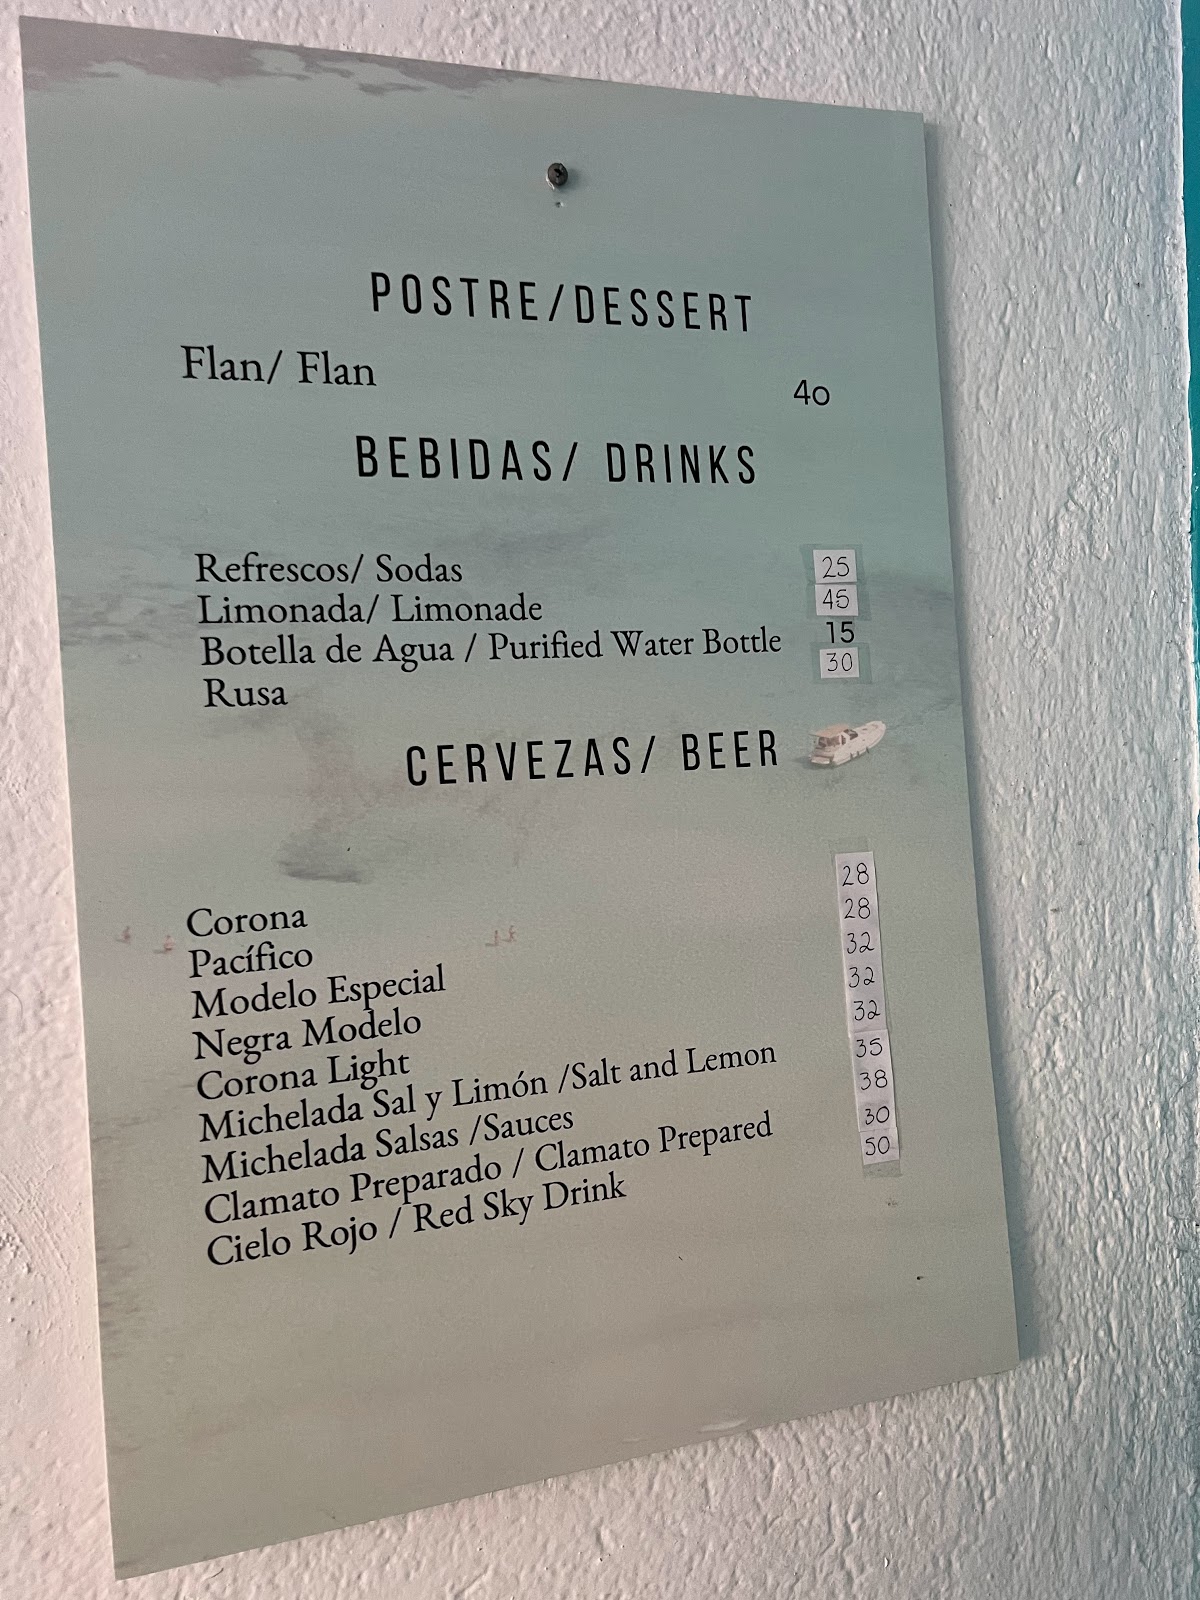 POSTRE/DESSERT
Flan/ Flan 40
BEBIDAS/ DRINKS
Refrescos/ Sodas 25
Limonada/ Limonade 45
Botella de Agua / Purified Water Bottle 15
Rusa 30
CERVEZAS/ BEER
Corona 28
Pacífico 28
Modelo Especial 32
Negra Modelo 32
Corona Light 32
Michelada Sal y Limón /Salt and Lemon 35
Michelada Salsas /Sauces 38
Clamato Preparado / Clamato Prepared 30
Cielo Rojo / Red Sky Drink 50